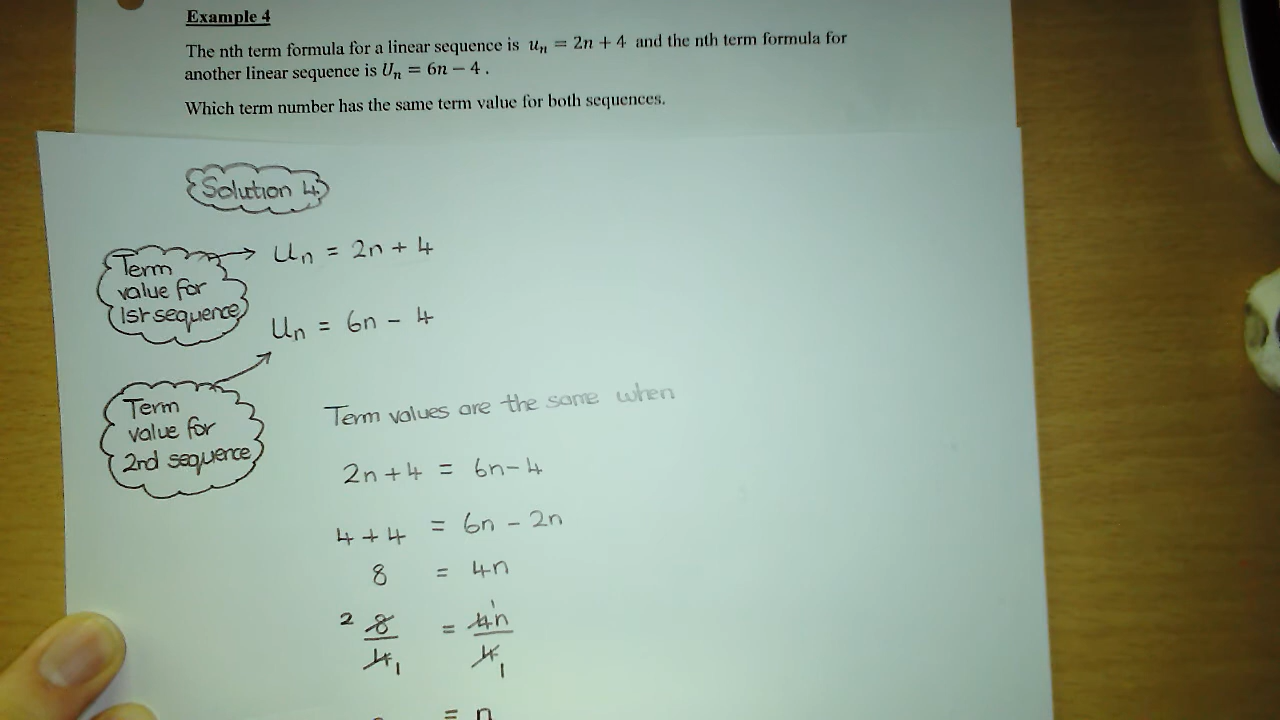 Example 4
The nth term formula for a linear sequence is uₙ = 2n + 4 and the nth term formula for
another linear sequence is Uₙ = 6n − 4 .
Which term number has the same term value for both sequences.
Solution 4
Term
value for
1st sequence
Uₙ = 2n + 4
Uₙ = 6n − 4
Term
value for
2nd sequence
Term values are the same when
2n + 4 = 6n − 4
4 + 4 = 6n − 2n
8 = 4n
2 8/4 1 = 4 1 n/4 1
= n